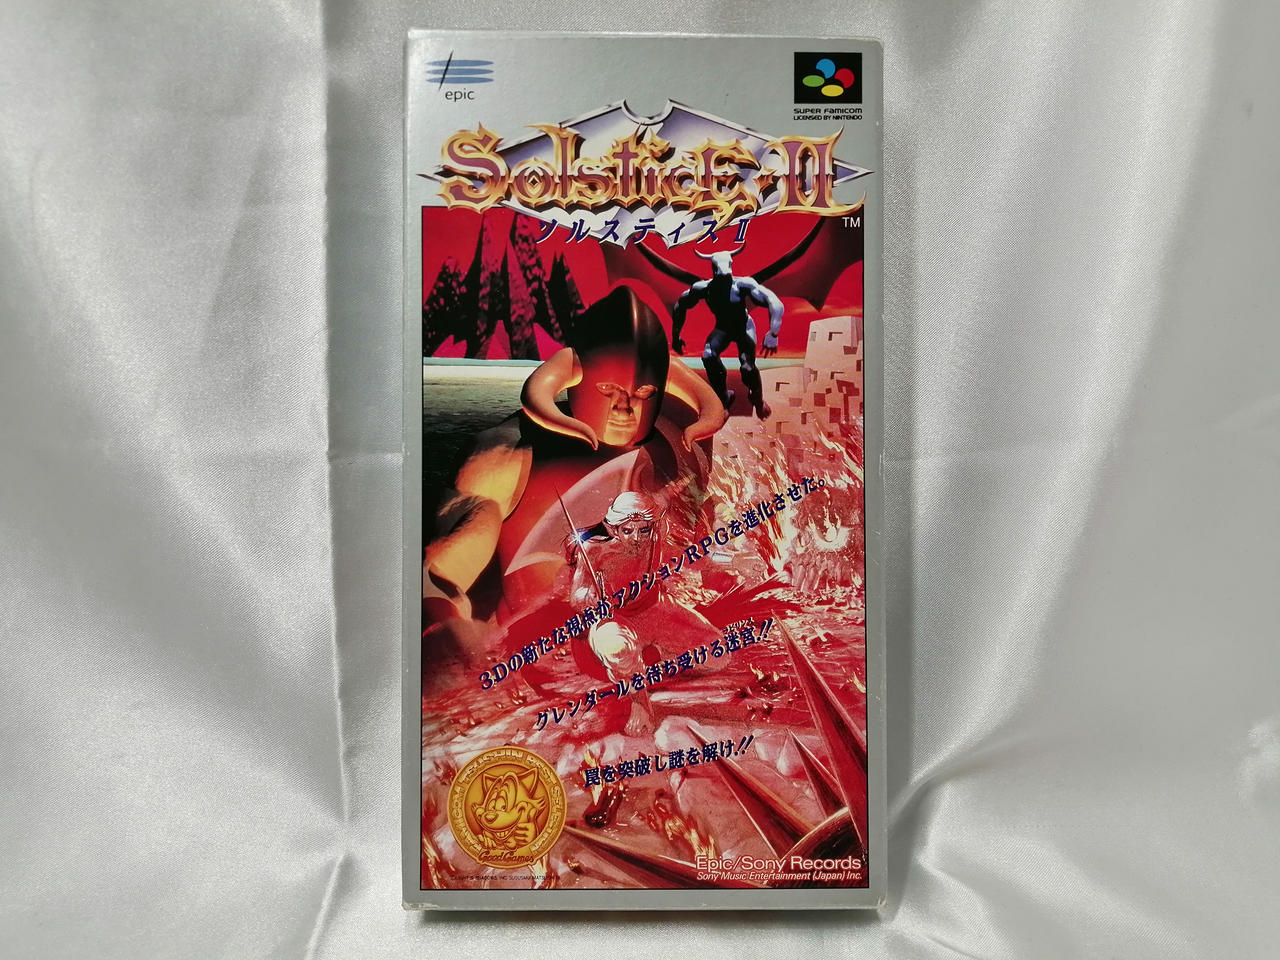 epic
SUPER FAMICOM
LICENSED BY NINTENDO
SolsticE・II
TM
ソルスティスII
3Dの新たな視点がアクションRPGを進化させた。
グレンダールを待ち受ける迷宮!!
罠を突破し謎を解け!!
Good Games
Epic/Sony Records
Sony Music Entertainment (Japan) Inc.